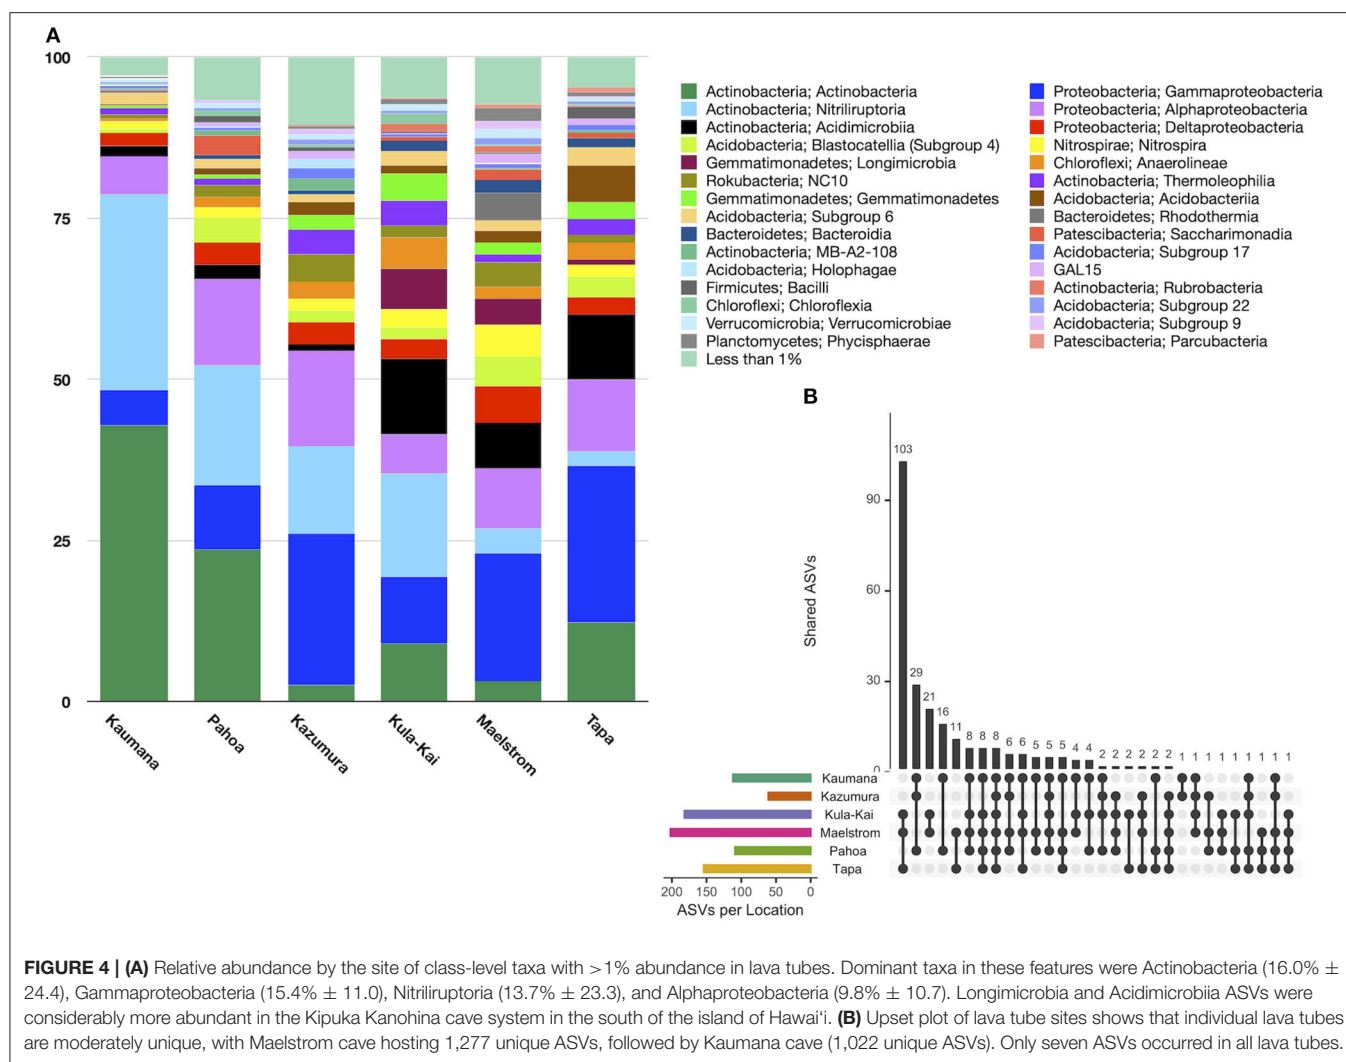 A
100
75
50
25
0
Kaumana
Pahoa
Kazumura
Kula-Kai
Maelstrom
Tapa
Actinobacteria; Actinobacteria
Actinobacteria; Nitriliruptoria
Actinobacteria; Acidimicrobiia
Acidobacteria; Blastocatellia (Subgroup 4)
Gemmatimonadetes; Longimicrobia
Rokubacteria; NC10
Gemmatimonadetes; Gemmatimonadetes
Acidobacteria; Subgroup 6
Bacteroidetes; Bacteroidia
Actinobacteria; MB-A2-108
Acidobacteria; Holophagae
Firmicutes; Bacilli
Chloroflexi; Chloroflexia
Verrucomicrobia; Verrucomicrobiae
Planctomycetes; Phycisphaerae
Less than 1%
Proteobacteria; Gammaproteobacteria
Proteobacteria; Alphaproteobacteria
Proteobacteria; Deltaproteobacteria
Nitrospirae; Nitrospira
Chloroflexi; Anaerolineae
Actinobacteria; Thermoleophilia
Acidobacteria; Acidobacteriia
Bacteroidetes; Rhodothermia
Patescibacteria; Saccharimonadia
Acidobacteria; Subgroup 17
GAL15
Actinobacteria; Rubrobacteria
Acidobacteria; Subgroup 22
Acidobacteria; Subgroup 9
Patescibacteria; Parcubacteria
B
Shared ASVs
90
60
30
0
103
29
21
16
11
8 8 8 6 6 5 5 5 4 4 2 2 2 2 2 2 1 1 1 1 1 1 1 1 1
Kaumana
Kazumura
Kula-Kai
Maelstrom
Pahoa
Tapa
200 150 100 50 0
ASVs per Location
FIGURE 4 | (A) Relative abundance by the site of class-level taxa with >1% abundance in lava tubes. Dominant taxa in these features were Actinobacteria (16.0% ±
24.4), Gammaproteobacteria (15.4% ± 11.0), Nitriliruptoria (13.7% ± 23.3), and Alphaproteobacteria (9.8% ± 10.7). Longimicrobia and Acidimicrobiia ASVs were
considerably more abundant in the Kipuka Kanohina cave system in the south of the island of Hawai‘i. (B) Upset plot of lava tube sites shows that individual lava tubes
are moderately unique, with Maelstrom cave hosting 1,277 unique ASVs, followed by Kaumana cave (1,022 unique ASVs). Only seven ASVs occurred in all lava tubes.